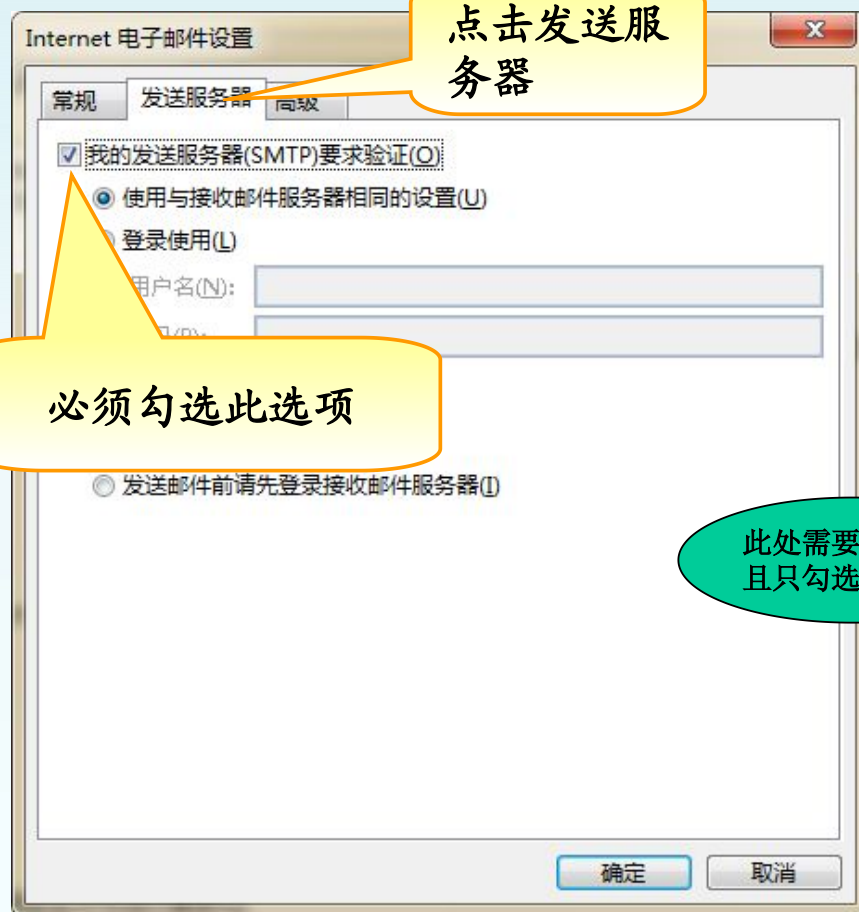 Internet 电子邮件设置
点击发送服
务器
常规
发送服务器
高级
我的发送服务器(SMTP)要求验证(O)
使用与接收邮件服务器相同的设置(U)
登录使用(L)
用户名(N):
必须勾选此选项
发送邮件前请先登录接收邮件服务器(I)
此处需要
且只勾选
确定
取消